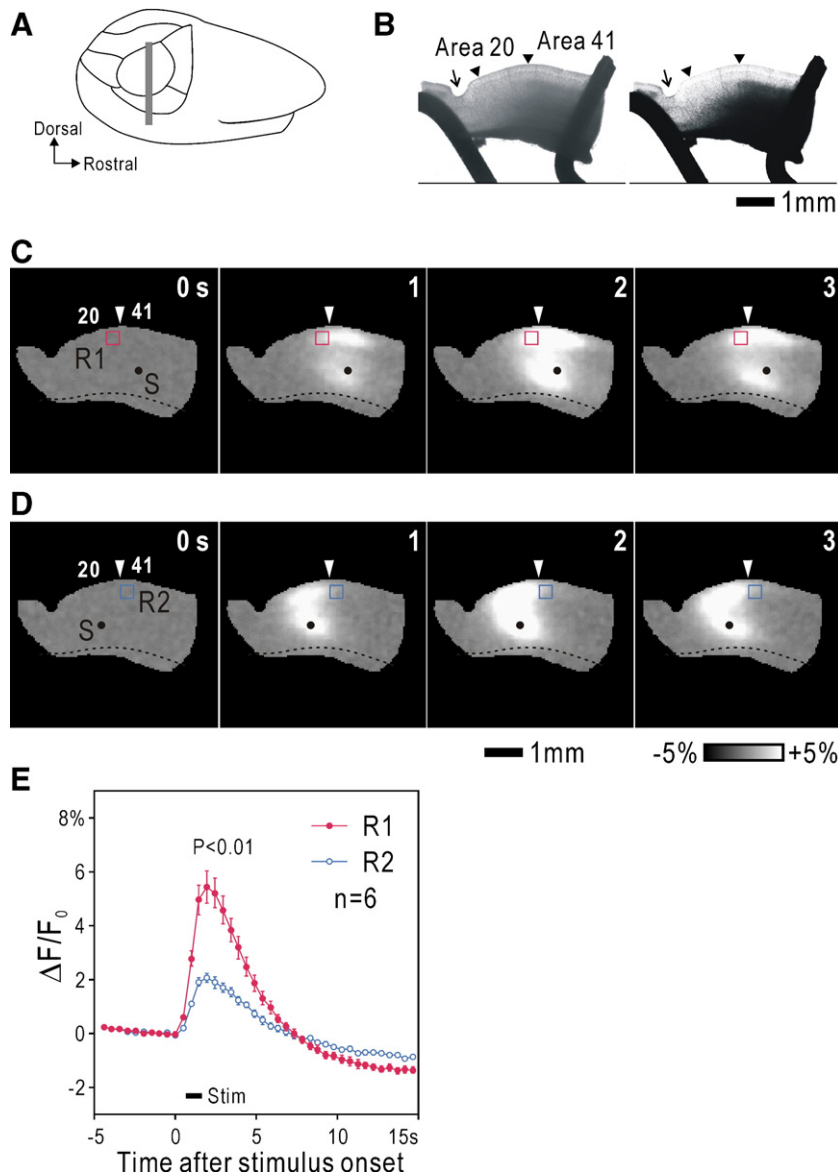 A
Dorsal
Rostral
B
Area 20
Area 41
1mm
C
0 s
1
2
3
20
41
R1
S
D
0 s
1
2
3
20
41
R2
S
1mm
-5%
+5%
E
8%
6
4
2
0
-2
ΔF/F0
P<0.01
R1
R2
n=6
Stim
-5
0
5
10
15s
Time after stimulus onset